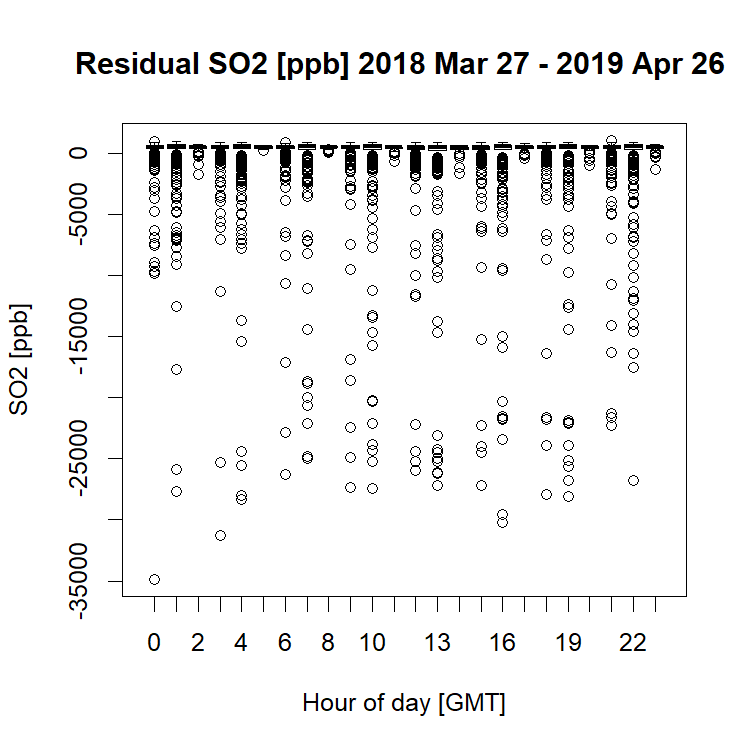 Residual SO2 [ppb] 2018 Mar 27 - 2019 Apr 26
SO2 [ppb]
0
-5000
-15000
-25000
-35000
0 2 4 6 8 10 13 16 19 22
Hour of day [GMT]